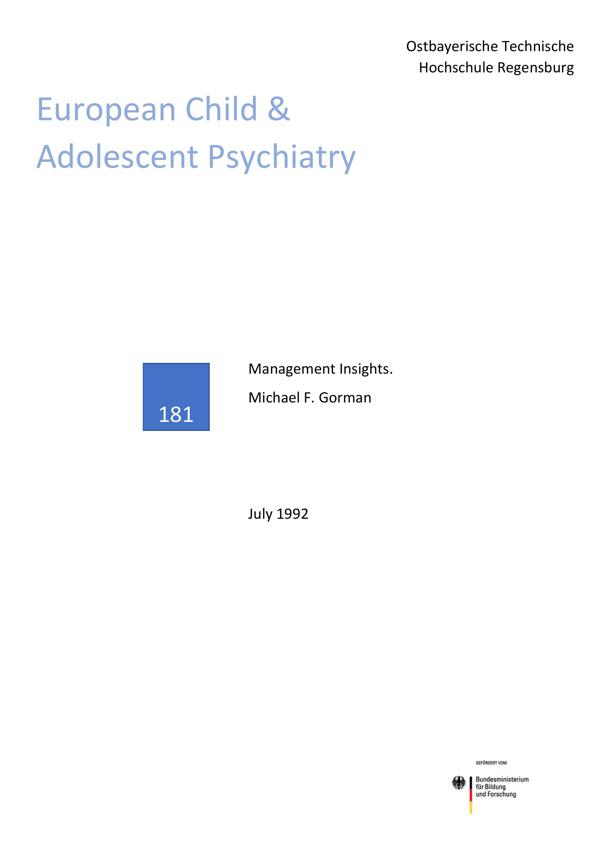 Ostbayerische Technische
Hochschule Regensburg
European Child &
Adolescent Psychiatry
Management Insights.
Michael F. Gorman
181
July 1992
GEFÖRDERT VOM
Bundesministerium
für Bildung
und Forschung